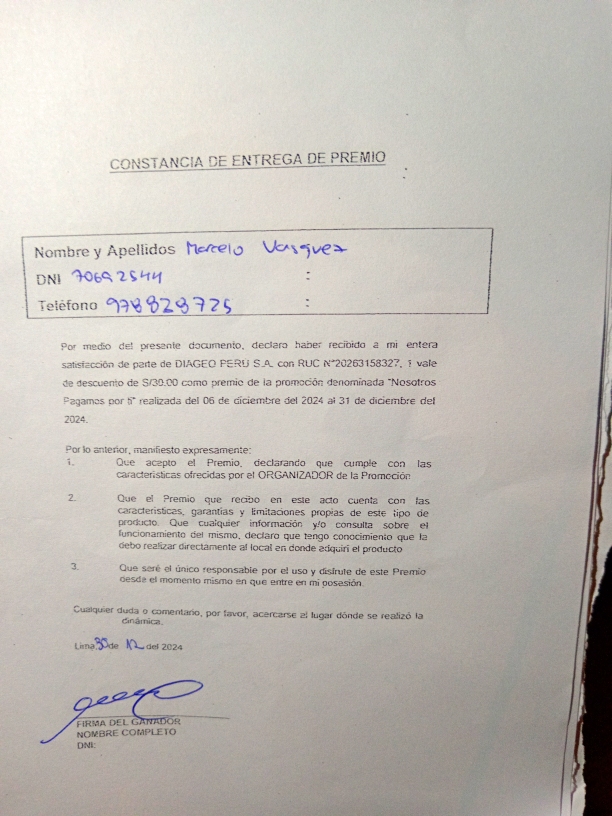 CONSTANCIA DE ENTREGA DE PREMIO
Nombre y Apellidos Marcelo Vasquez
DNI 70692544 :
Teléfono 978828725 :
Por medio del presente documento, declaro haber recibido a mi entera
satisfacción de parte de DIAGEO PERÚ S.A. con RUC N°20263158327, 1 vale
de descuento de S/30.00 como premio de la promoción denominada "Nosotros
Pagamos por ti" realizada del 06 de diciembre del 2024 al 31 de diciembre del
2024.
Por lo anterior, manifiesto expresamente:
1. Que acepto el Premio, declarando que cumple con las
características ofrecidas por el ORGANIZADOR de la Promoción
2. Que el Premio que recibo en este acto cuenta con las
características, garantías y limitaciones propias de este tipo de
producto. Que cualquier información y/o consulta sobre el
funcionamiento del mismo, declaro que tengo conocimiento que la
debo realizar directamente al local en donde adquirí el producto
3. Que seré el único responsable por el uso y disfrute de este Premio
desde el momento mismo en que entre en mi posesión.
Cualquier duda o comentario, por favor, acercarse al lugar dónde se realizó la
dinámica.
Lima, 30 de 12 del 2024
FIRMA DEL GANADOR
NOMBRE COMPLETO
DNI: